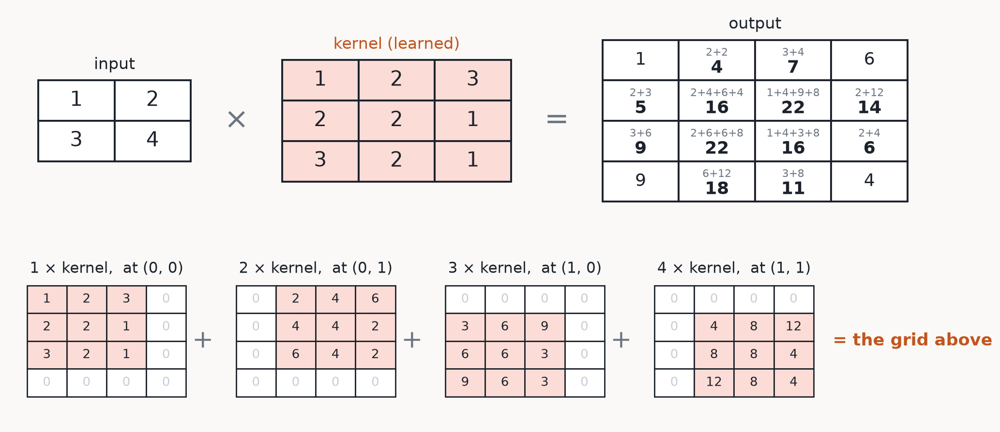 output
kernel (learned)
input
1 2
3 4
×
1 2 3
2 2 1
3 2 1
=
1 2+2 4 3+4 7 6
2+3 5 2+4+6+4 16 1+4+9+8 22 2+12 14
3+6 9 2+6+6+8 22 1+4+3+8 16 2+4 6
9 6+12 18 3+8 11 4
1 × kernel, at (0, 0)
1 2 3 0
2 2 1 0
3 2 1 0
0 0 0 0
+
2 × kernel, at (0, 1)
0 2 4 6
0 4 4 2
0 6 4 2
0 0 0 0
+
3 × kernel, at (1, 0)
0 0 0 0
3 6 9 0
6 6 3 0
9 6 3 0
+
4 × kernel, at (1, 1)
0 0 0 0
0 4 8 12
0 8 8 4
0 12 8 4
= the grid above